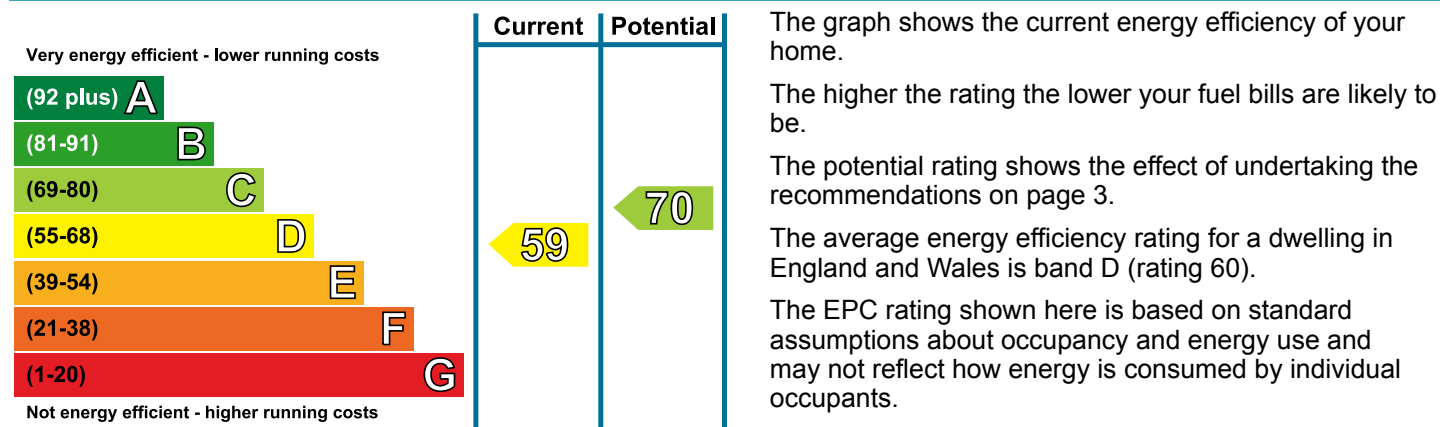 Current Potential
Very energy efficient - lower running costs
(92 plus) A
(81-91) B
(69-80) C
(55-68) D
(39-54) E
(21-38) F
(1-20) G
Not energy efficient - higher running costs
59
70
The graph shows the current energy efficiency of your
home.
The higher the rating the lower your fuel bills are likely to
be.
The potential rating shows the effect of undertaking the
recommendations on page 3.
The average energy efficiency rating for a dwelling in
England and Wales is band D (rating 60).
The EPC rating shown here is based on standard
assumptions about occupancy and energy use and
may not reflect how energy is consumed by individual
occupants.